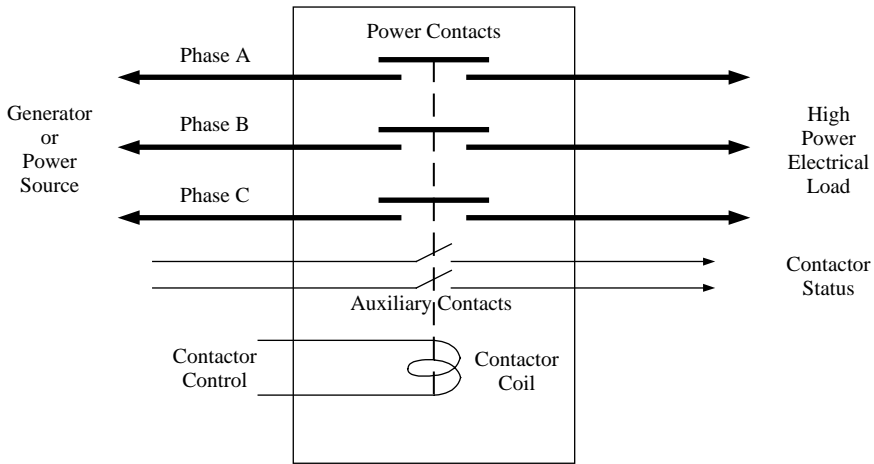 Power Contacts
Phase A
Generator
or
Power
Source
Phase B
High
Power
Electrical
Load
Phase C
Contactor
Status
Auxiliary Contacts
Contactor
Control
Contactor
Coil